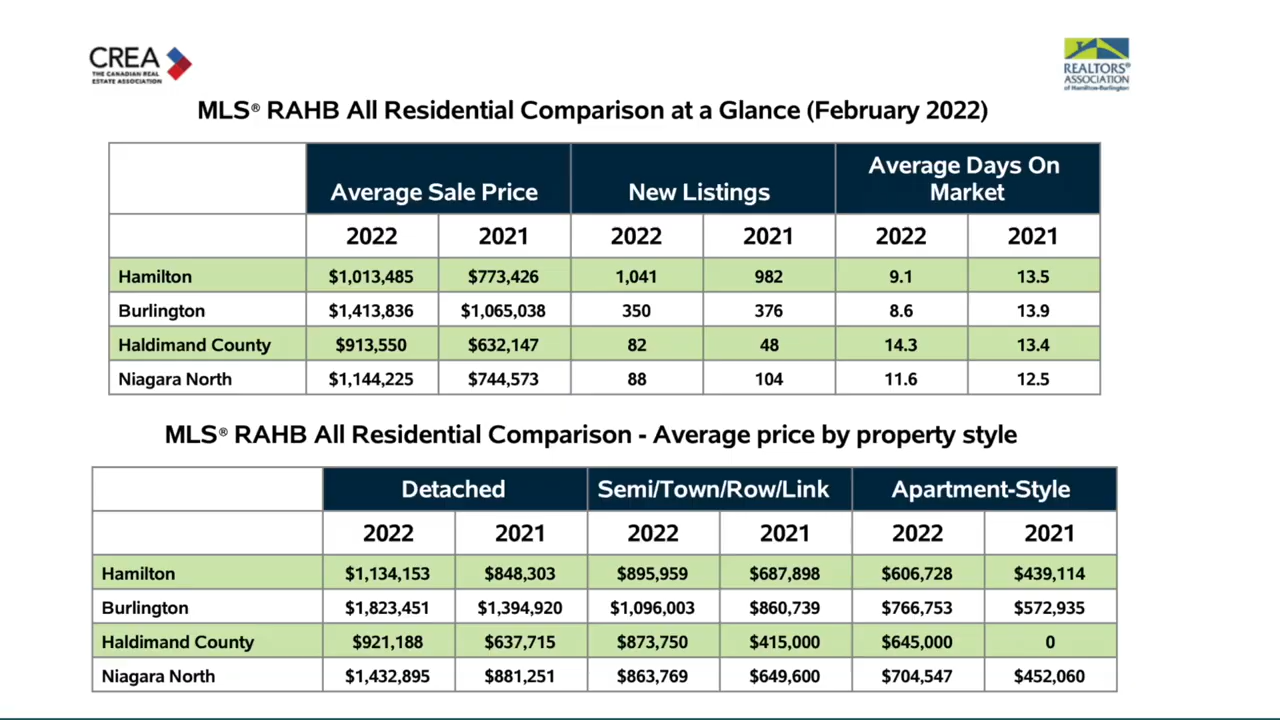 CREA
THE CANADIAN REAL
ESTATE ASSOCIATION
REALTORS®
ASSOCIATION
of Hamilton-Burlington
MLS® RAHB All Residential Comparison at a Glance (February 2022)
Average Sale Price New Listings Average Days On
Market
2022 2021 2022 2021 2022 2021
Hamilton $1,013,485 $773,426 1,041 982 9.1 13.5
Burlington $1,413,836 $1,065,038 350 376 8.6 13.9
Haldimand County $913,550 $632,147 82 48 14.3 13.4
Niagara North $1,144,225 $744,573 88 104 11.6 12.5
MLS® RAHB All Residential Comparison - Average price by property style
Detached Semi/Town/Row/Link Apartment-Style
2022 2021 2022 2021 2022 2021
Hamilton $1,134,153 $848,303 $895,959 $687,898 $606,728 $439,114
Burlington $1,823,451 $1,394,920 $1,096,003 $860,739 $766,753 $572,935
Haldimand County $921,188 $637,715 $873,750 $415,000 $645,000 0
Niagara North $1,432,895 $881,251 $863,769 $649,600 $704,547 $452,060